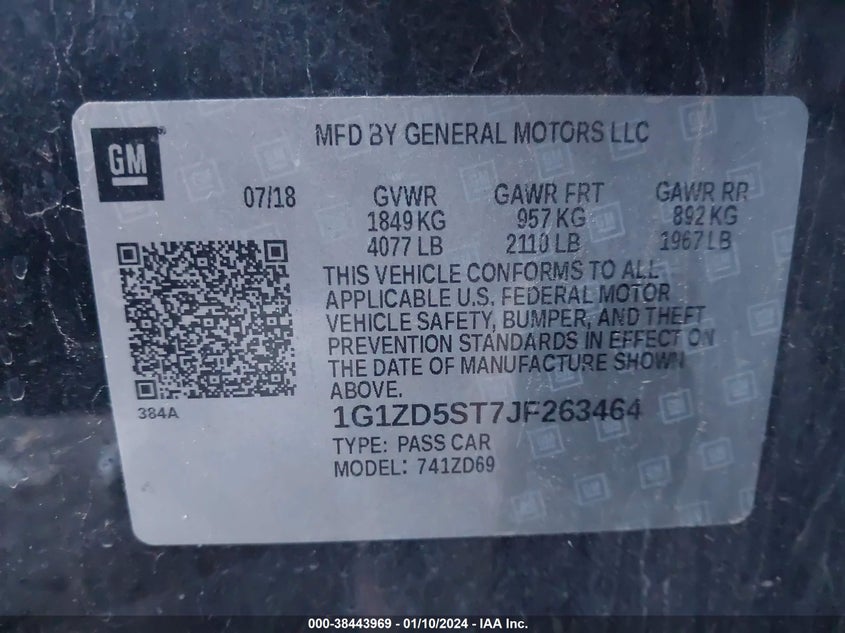 GM
MFD BY GENERAL MOTORS LLC
07/18 GVWR GAWR FRT GAWR RR
1849 KG 957 KG 892 KG
4077 LB 2110 LB 1967 LB
THIS VEHICLE CONFORMS TO ALL
APPLICABLE U.S. FEDERAL MOTOR
VEHICLE SAFETY, BUMPER, AND THEFT
PREVENTION STANDARDS IN EFFECT ON
THE DATE OF MANUFACTURE SHOWN
ABOVE.
384A
1G1ZD5ST7JF263464
TYPE: PASS CAR
MODEL: 741ZD69
000-38443969 — 01/10/2024 — IAA Inc.